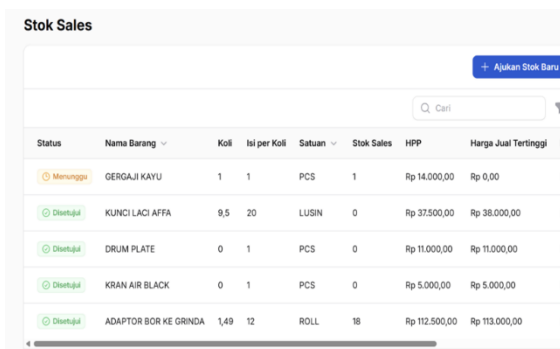 Stok Sales
+ Ajukan Stok Baru
Cari
Status Nama Barang Koli Isi per Koli Satuan Stok Sales HPP Harga Jual Tertinggi
Menunggu GERGAJI KAYU 1 1 PCS 1 Rp 14.000,00 Rp 0,00
Disetujui KUNCI LACI AFFA 9,5 20 LUSIN 0 Rp 37.500,00 Rp 38.000,00
Disetujui DRUM PLATE 0 1 PCS 0 Rp 11.000,00 Rp 11.000,00
Disetujui KRAN AIR BLACK 0 1 PCS 0 Rp 5.000,00 Rp 5.000,00
Disetujui ADAPTOR BOR KE GRINDA 1,49 12 ROLL 18 Rp 112.500,00 Rp 113.000,00